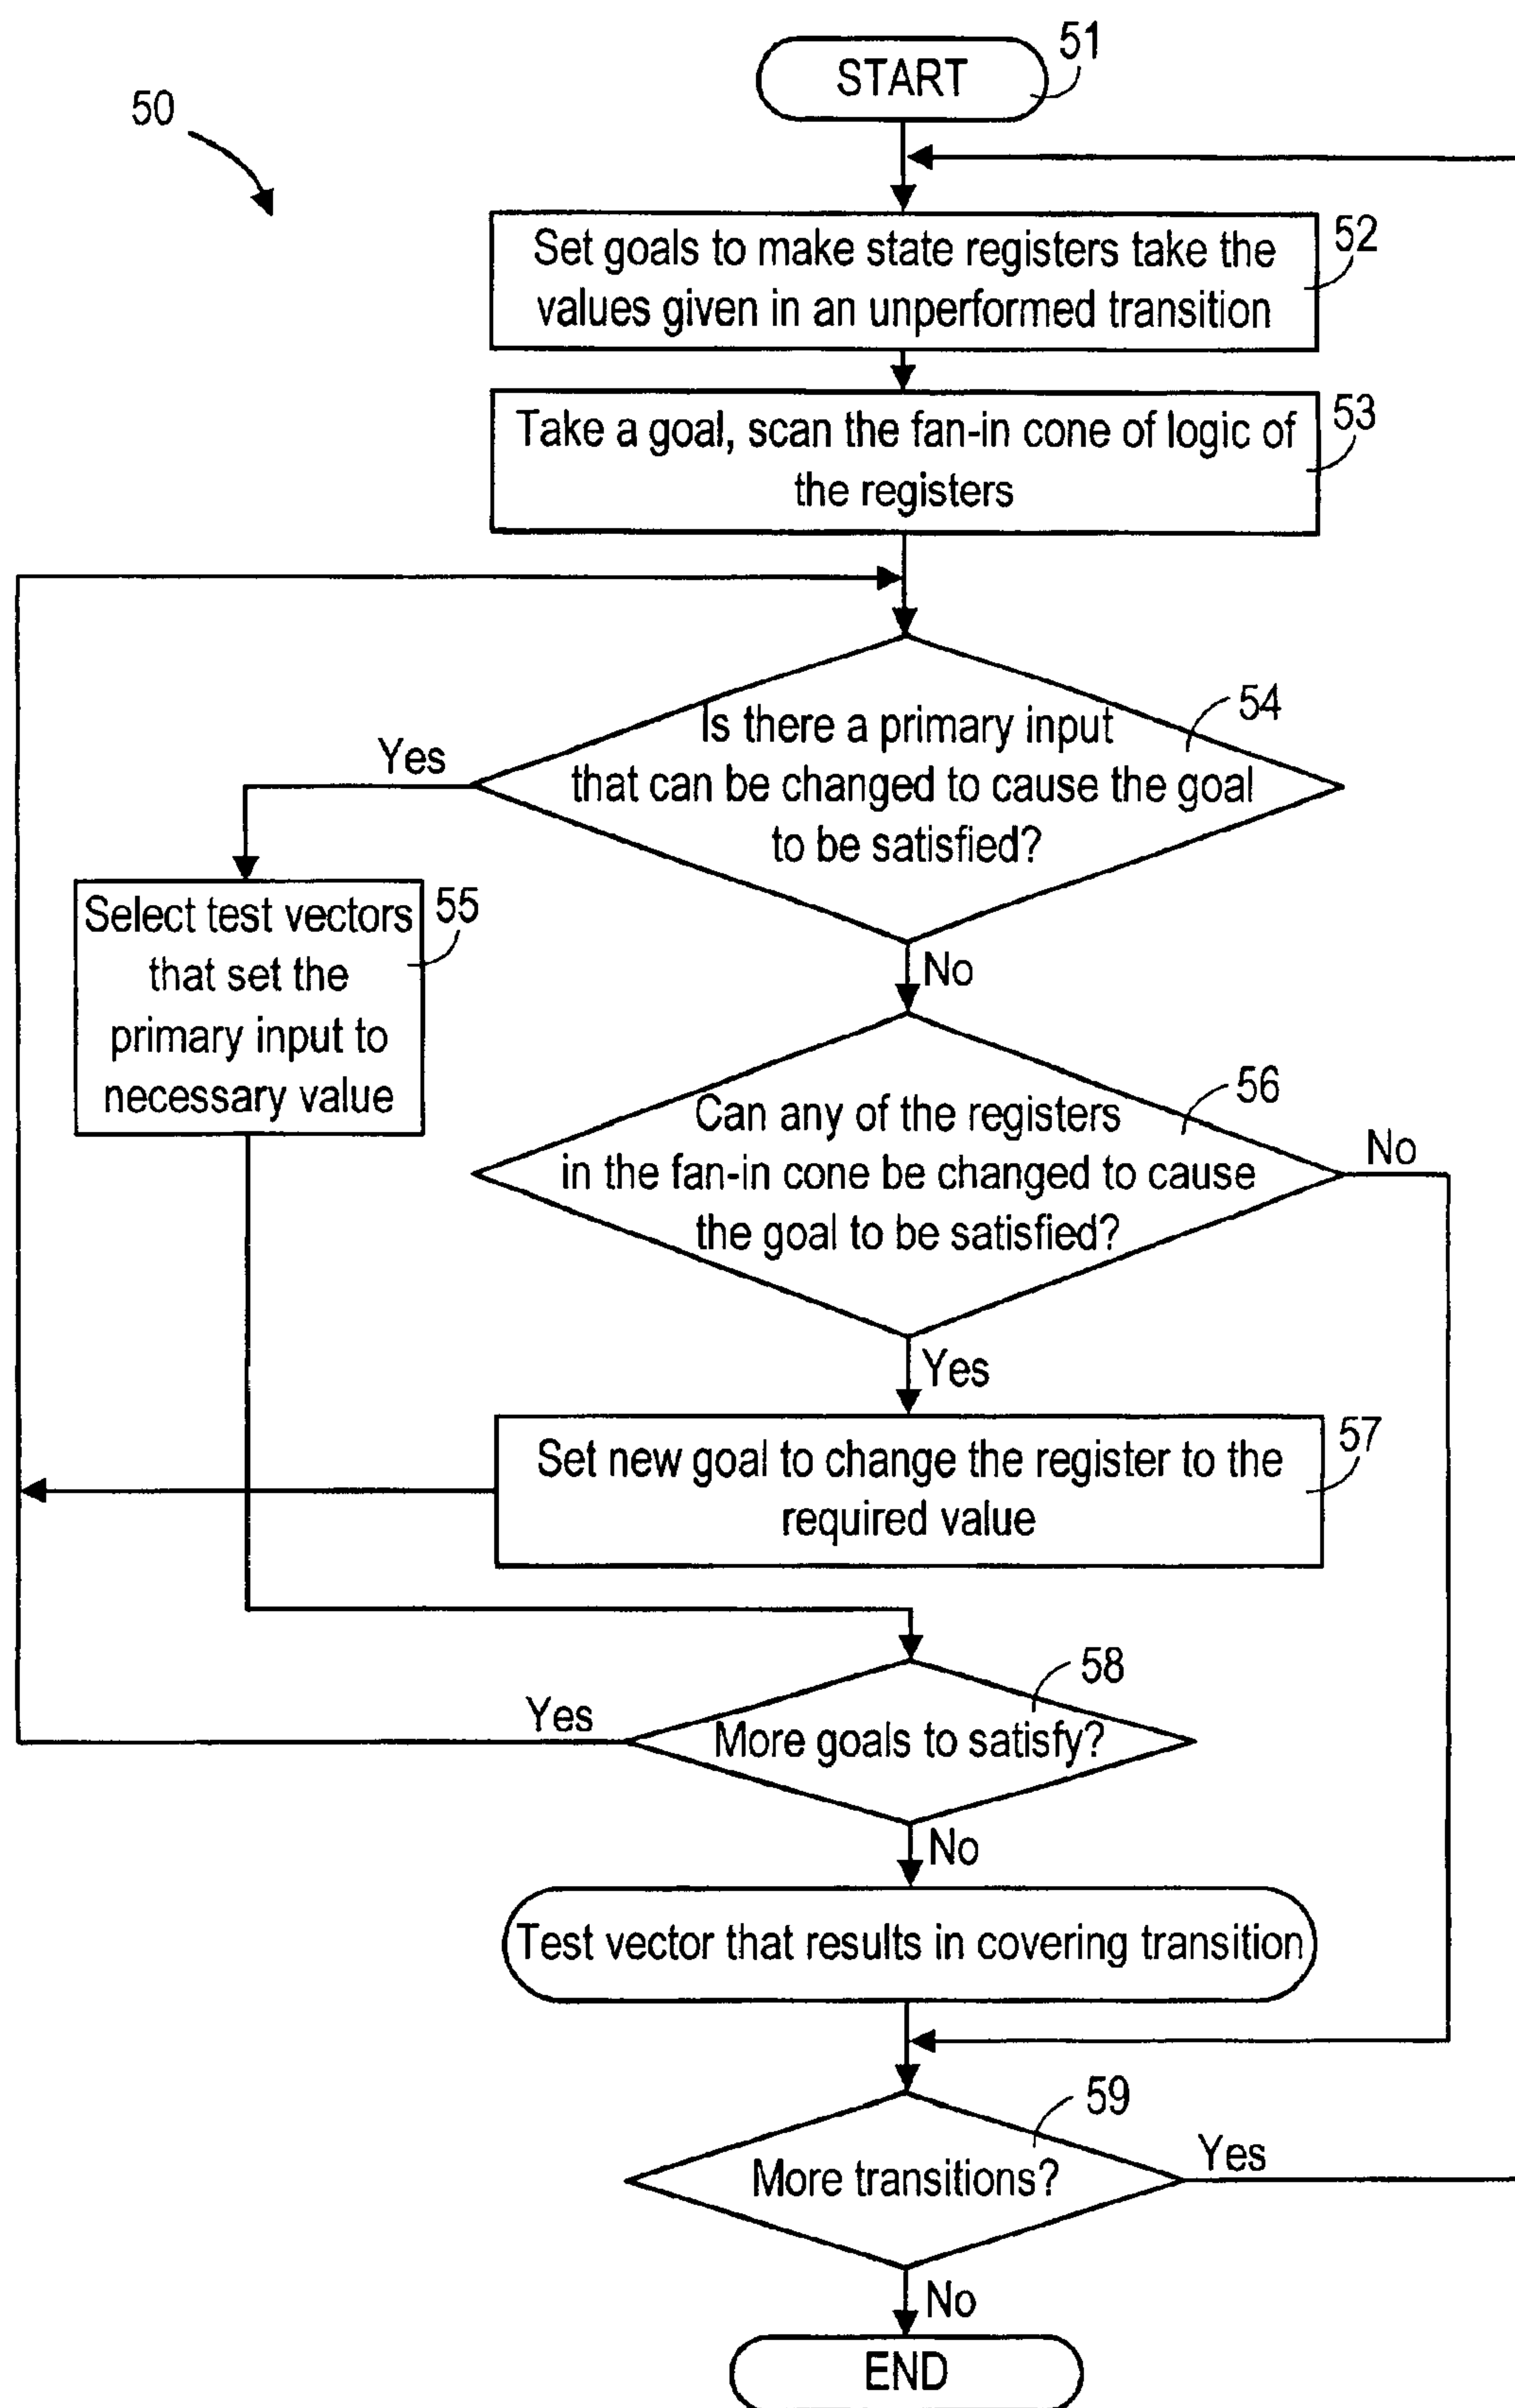 START
51
50
Set goals to make state registers take the
values given in an unperformed transition
52
Take a goal, scan the fan-in cone of logic of
the registers
53
Is there a primary input
that can be changed to cause the goal
to be satisfied?
54
Yes
Select test vectors
that set the
primary input to
necessary value
55
No
Can any of the registers
in the fan-in cone be changed to cause
the goal to be satisfied?
56
No
Yes
Set new goal to change the register to the
required value
57
More goals to satisfy?
58
Yes
No
Test vector that results in covering transition
More transitions?
59
Yes
No
END